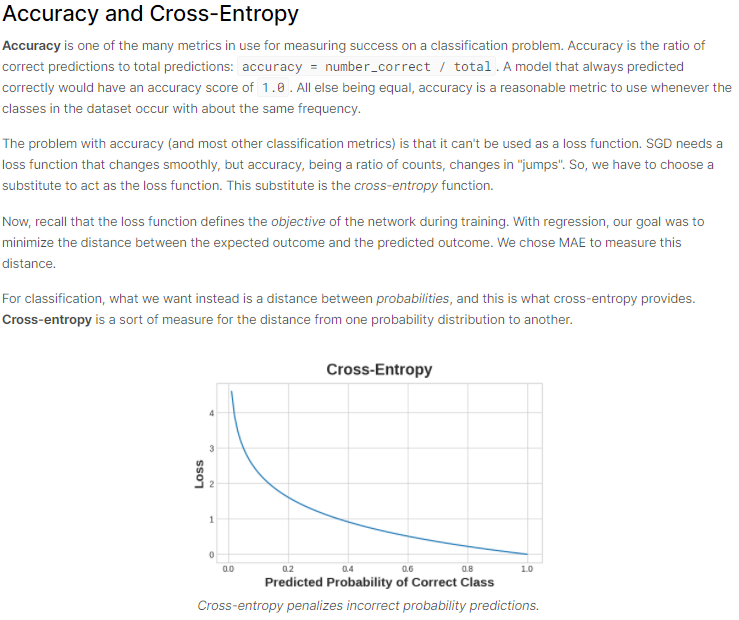 Accuracy and Cross-Entropy
Accuracy is one of the many metrics in use for measuring success on a classification problem. Accuracy is the ratio of
correct predictions to total predictions: accuracy = number_correct / total. A model that always predicted
correctly would have an accuracy score of 1.0. All else being equal, accuracy is a reasonable metric to use whenever the
classes in the dataset occur with about the same frequency.
The problem with accuracy (and most other classification metrics) is that it can't be used as a loss function. SGD needs a
loss function that changes smoothly, but accuracy, being a ratio of counts, changes in "jumps". So, we have to choose a
substitute to act as the loss function. This substitute is the cross-entropy function.
Now, recall that the loss function defines the objective of the network during training. With regression, our goal was to
minimize the distance between the expected outcome and the predicted outcome. We chose MAE to measure this
distance.
For classification, what we want instead is a distance between probabilities, and this is what cross-entropy provides.
Cross-entropy is a sort of measure for the distance from one probability distribution to another.
Cross-Entropy
4
3
2
1
0
Loss
0.0 0.2 0.4 0.6 0.8 1.0
Predicted Probability of Correct Class
Cross-entropy penalizes incorrect probability predictions.